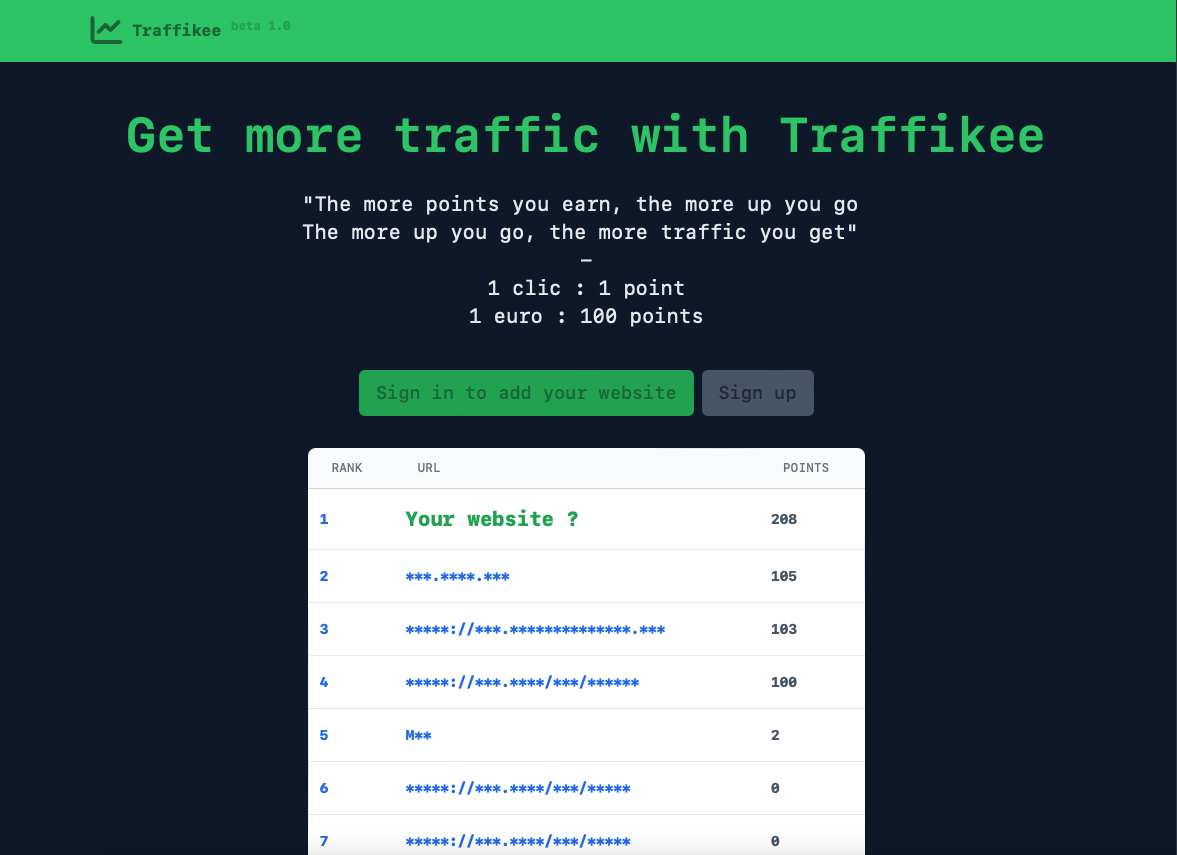 Traffikee beta 1.0
Get more traffic with Traffikee
"The more points you earn, the more up you go
The more up you go, the more traffic you get"
—
1 clic : 1 point
1 euro : 100 points
Sign in to add your website Sign up
RANK URL POINTS
1 Your website ? 208
2 ***.****.*** 105
3 *****://***.**************.*** 103
4 *****://***.****/***/****** 100
5 M** 2
6 *****://***.****/***/***** 0
7 *****://***.****/***/***** 0